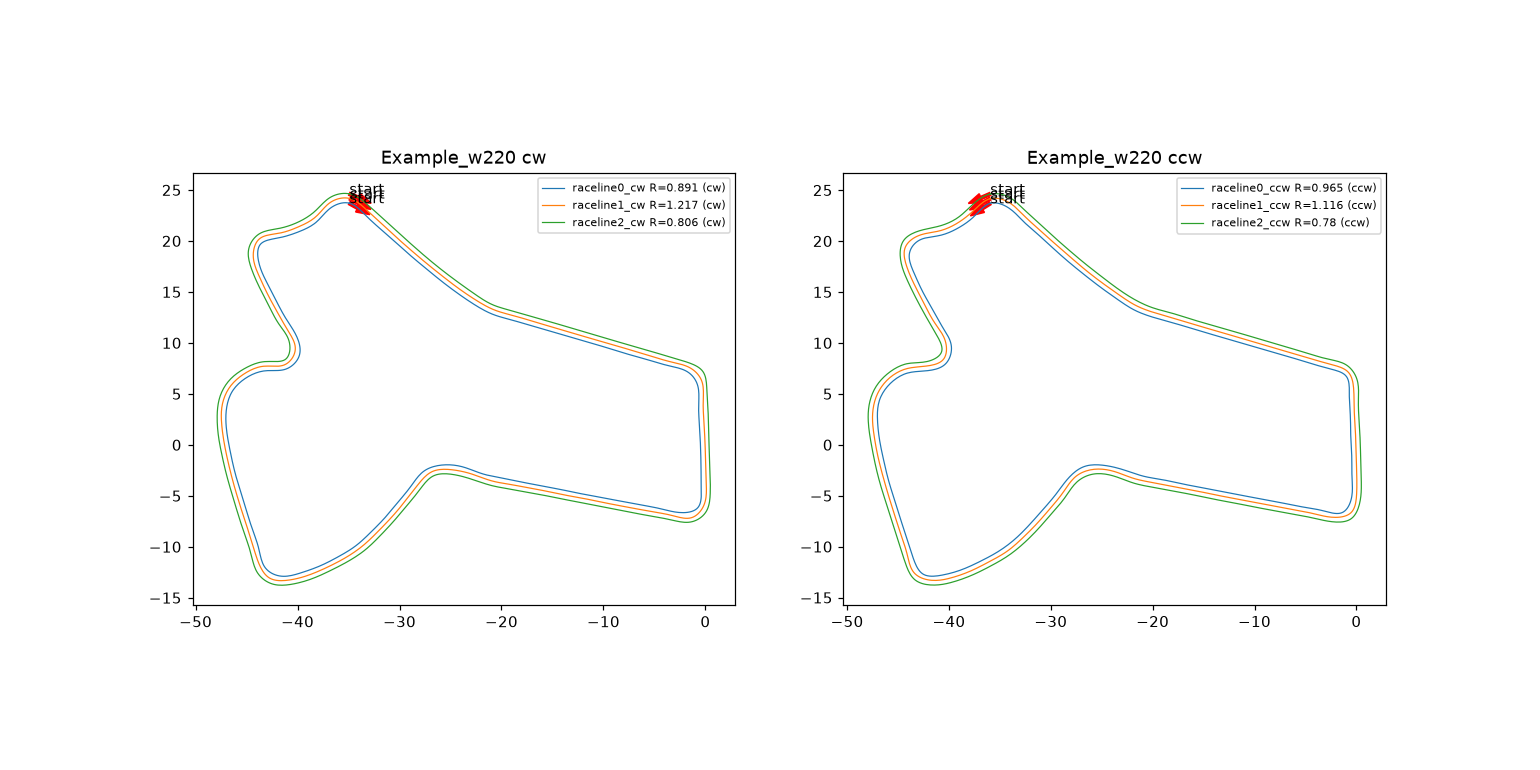 Example_w220 cw
raceline0_cw R=0.891 (cw)
raceline1_cw R=1.217 (cw)
raceline2_cw R=0.806 (cw)
start
start
start
25
20
15
10
5
0
−5
−10
−15
−50
−40
−30
−20
−10
0
Example_w220 ccw
raceline0_ccw R=0.965 (ccw)
raceline1_ccw R=1.116 (ccw)
raceline2_ccw R=0.78 (ccw)
start
start
start
25
20
15
10
5
0
−5
−10
−15
−50
−40
−30
−20
−10
0